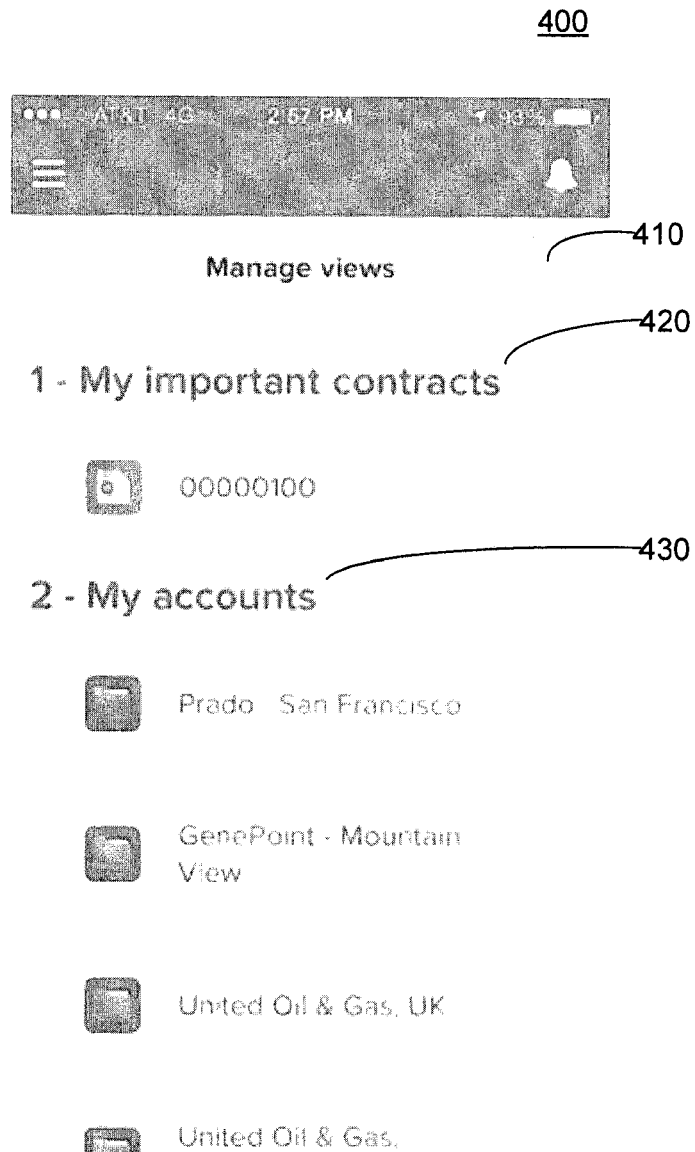 400
AT&T 4G 2:57 PM 93%
410
Manage views
420
1 - My important contracts
00000100
430
2 - My accounts
Prado - San Francisco
GenePoint - Mountain
View
United Oil & Gas, UK
United Oil & Gas,